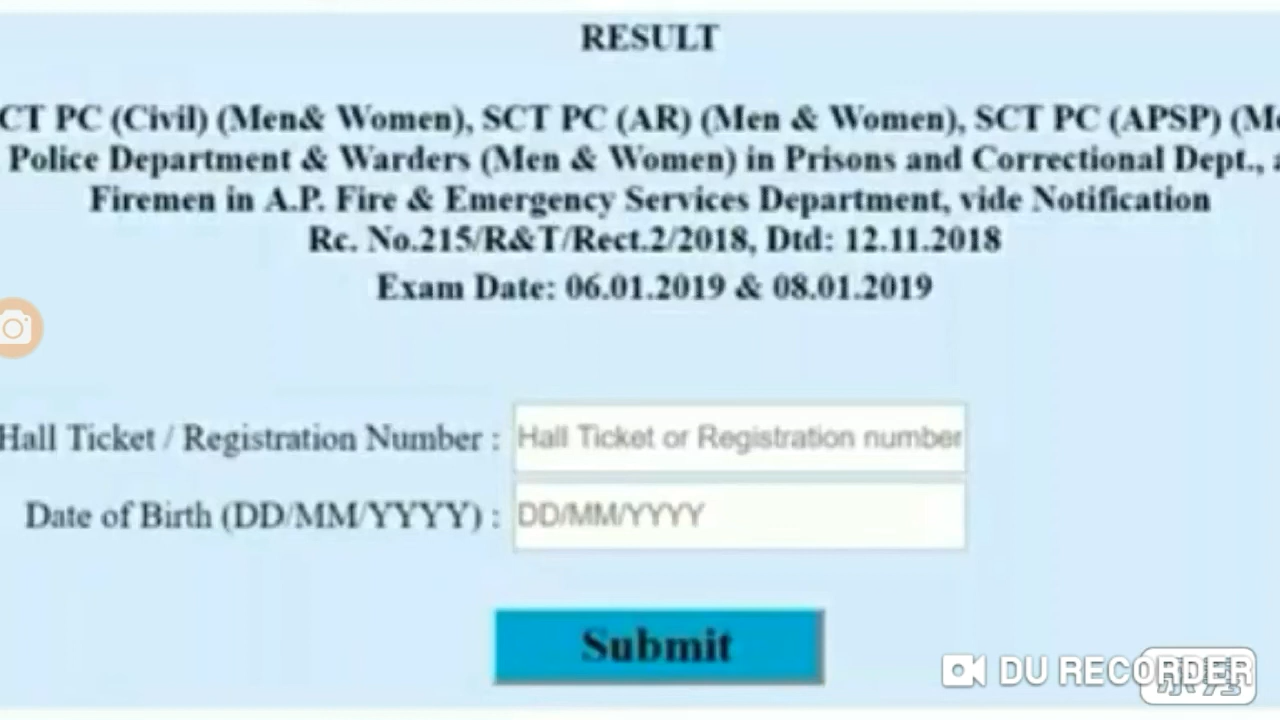 RESULT
CT PC (Civil) (Men& Women), SCT PC (AR) (Men & Women), SCT PC (APSP) (M
Police Department & Warders (Men & Women) in Prisons and Correctional Dept.,
Firemen in A.P. Fire & Emergency Services Department, vide Notification
Rc. No.215/R&T/Rect.2/2018, Dtd: 12.11.2018
Exam Date: 06.01.2019 & 08.01.2019
Hall Ticket / Registration Number : Hall Ticket or Registration number
Date of Birth (DD/MM/YYYY) : DD/MM/YYYY
Submit
DU RECORDER